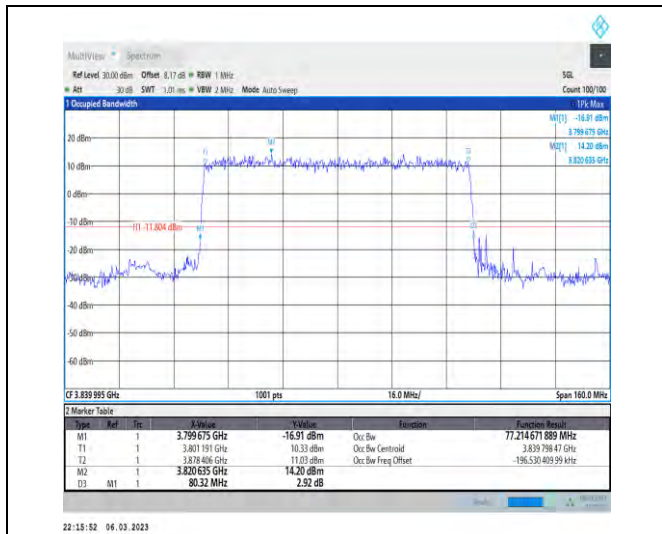 MultiView Spectrum
Ref Level 30.00 dBm Offset 8.17 dB RBW 1 MHz SGL
Att 30 dB SWT 1.01 ms VBW 2 MHz Mode Auto Sweep Count 100/100
1 Occupied Bandwidth 1Pk Max
M1[1] -16.91 dBm
3.799 675 GHz
M2[1] 14.20 dBm
3.820 635 GHz
20 dBm
10 dBm
0 dBm
-10 dBm
H1 -11.804 dBm
-20 dBm
-30 dBm
-40 dBm
-50 dBm
-60 dBm
CF 3.839 995 GHz 1001 pts 16.0 MHz/ Span 160.0 MHz
2 Marker Table
Type Ref Trc X-Value Y-Value Function Function Result
M1 1 3.799 675 GHz -16.91 dBm Occ Bw 77.214 671 889 MHz
T1 1 3.801 191 GHz 10.33 dBm Occ Bw Centroid 3.839 798 47 GHz
T2 1 3.878 406 GHz 11.03 dBm Occ Bw Freq Offset -196.530 409 99 kHz
M2 1 3.820 635 GHz 14.20 dBm
D3 M1 1 80.32 MHz 2.92 dB
22:15:52 06.03.2023